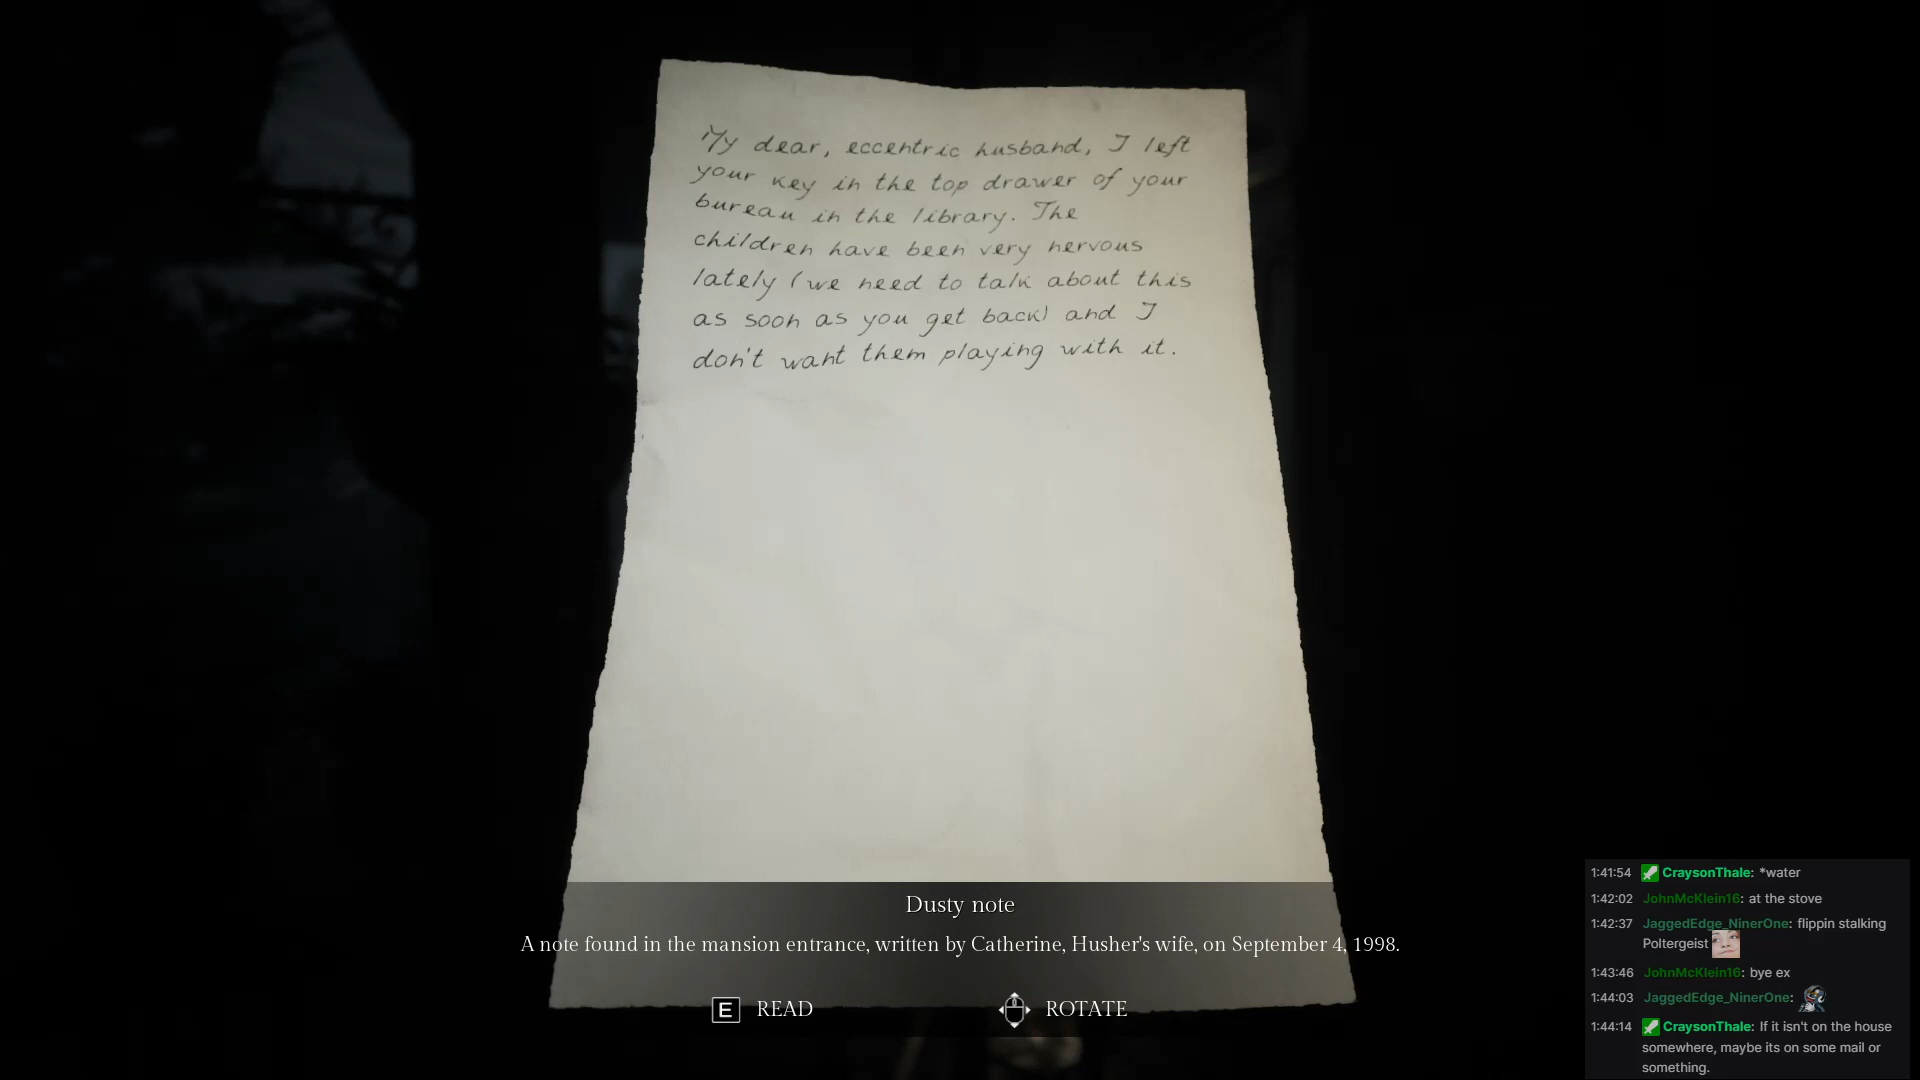 My dear, eccentric husband, I left
your key in the top drawer of your
bureau in the library. The
children have been very nervous
lately (we need to talk about this
as soon as you get back) and I
don't want them playing with it.
Dusty note
A note found in the mansion entrance, written by Catherine, Husher's wife, on September 4, 1998.
E READ
ROTATE
1:41:54 CraysonThale: *water
1:42:02 JohnMcKlein16: at the stove
1:42:37 JaggedEdge_NinerOne: flippin stalking
Poltergeist
1:43:46 JohnMcKlein16: bye ex
1:44:03 JaggedEdge_NinerOne:
1:44:14 CraysonThale: If it isn't on the house
somewhere, maybe its on some mail or
something.